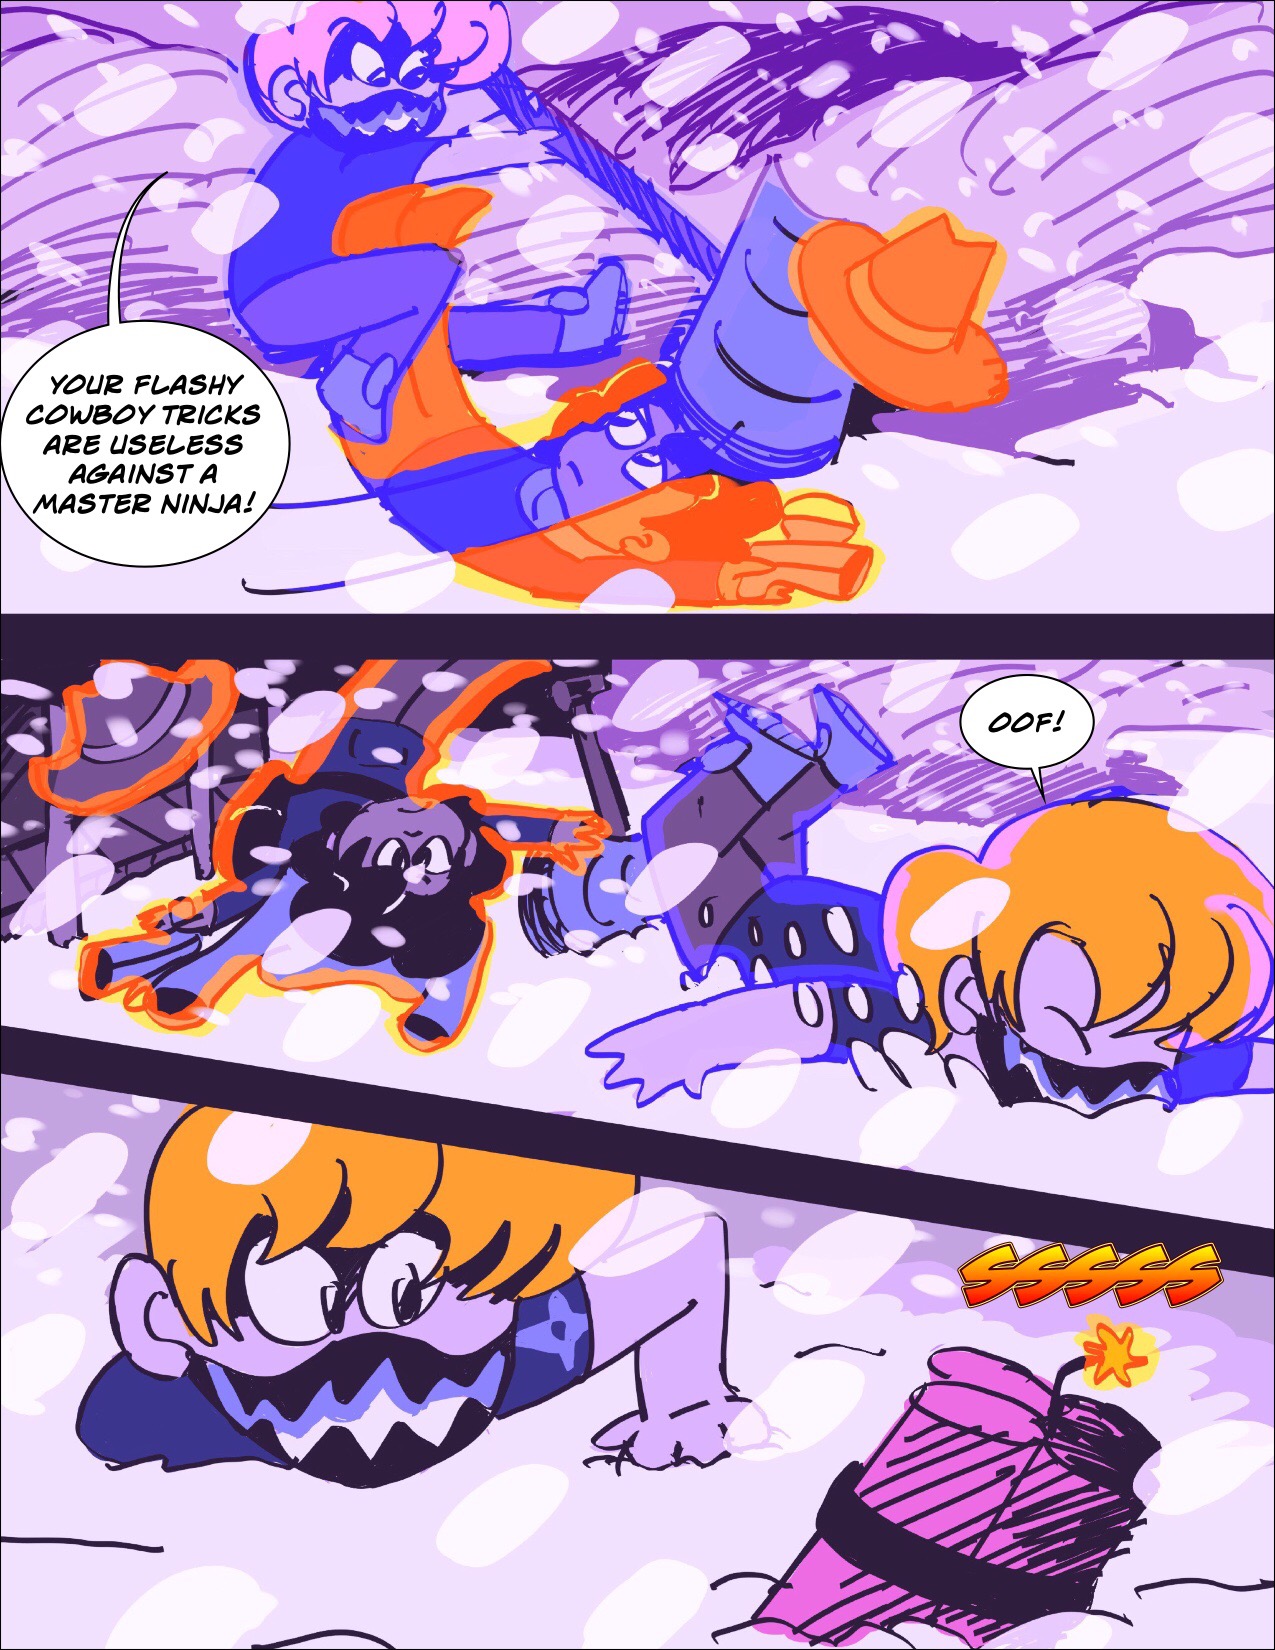 YOUR FLASHY
COWBOY TRICKS
ARE USELESS
AGAINST A
MASTER NINJA!
OOF!
SSSSS